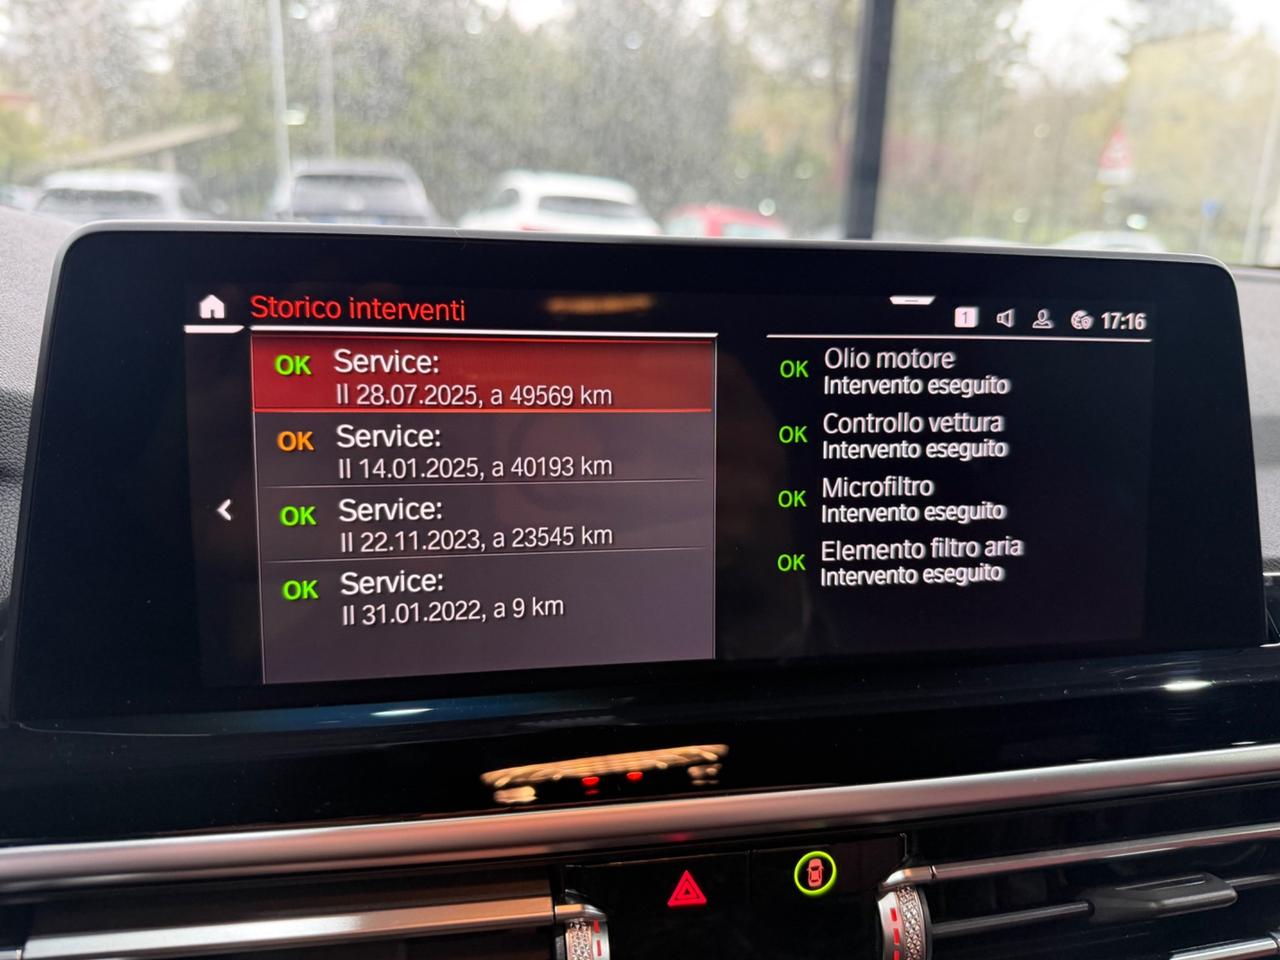 Storico interventi
1
17:16
OK Service:
Il 28.07.2025, a 49569 km
OK Service:
Il 14.01.2025, a 40193 km
OK Service:
Il 22.11.2023, a 23545 km
OK Service:
Il 31.01.2022, a 9 km
OK Olio motore
Intervento eseguito
OK Controllo vettura
Intervento eseguito
OK Microfiltro
Intervento eseguito
OK Elemento filtro aria
Intervento eseguito